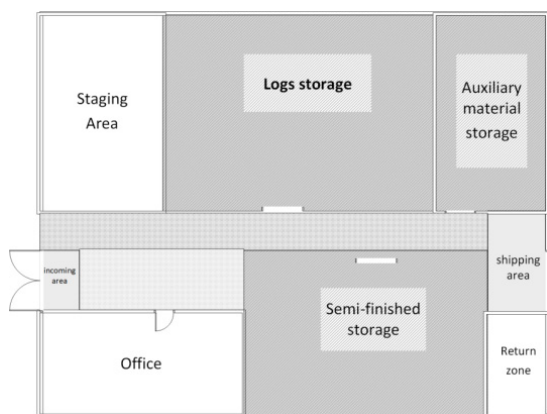 Staging
Area
Logs storage
Auxiliary
material
storage
incoming
area
shipping
area
Semi-finished
storage
Office
Return
zone